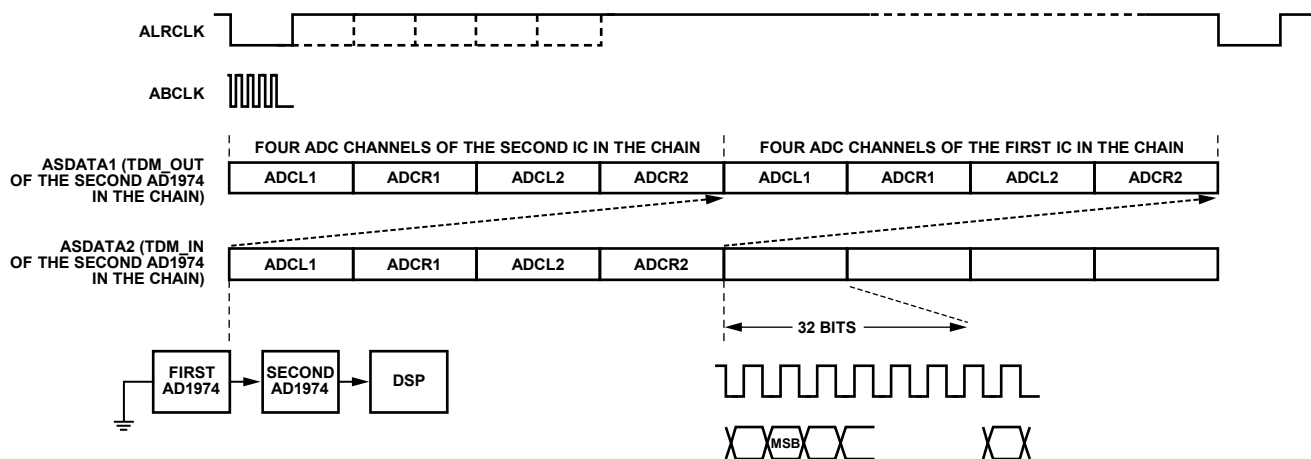 ALRCLK
ABCLK
FOUR ADC CHANNELS OF THE SECOND IC IN THE CHAIN
FOUR ADC CHANNELS OF THE FIRST IC IN THE CHAIN
ASDATA1 (TDM_OUT
OF THE SECOND AD1974
IN THE CHAIN)
ADCL1
ADCR1
ADCL2
ADCR2
ADCL1
ADCR1
ADCL2
ADCR2
ASDATA2 (TDM_IN
OF THE SECOND AD1974
IN THE CHAIN)
ADCL1
ADCR1
ADCL2
ADCR2
32 BITS
FIRST
AD1974
SECOND
AD1974
DSP
MSB